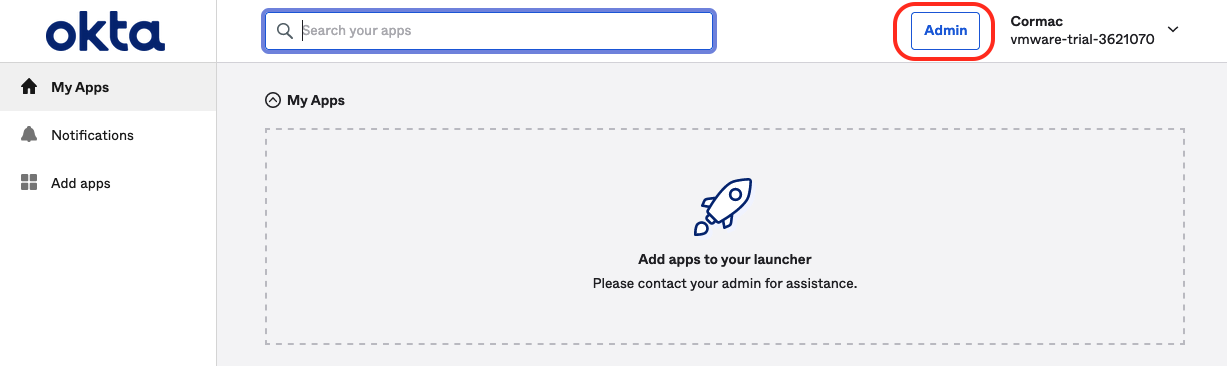 okta
Search your apps
Admin
Cormac
vmware-trial-3621070
My Apps
Notifications
Add apps
My Apps
Add apps to your launcher
Please contact your admin for assistance.